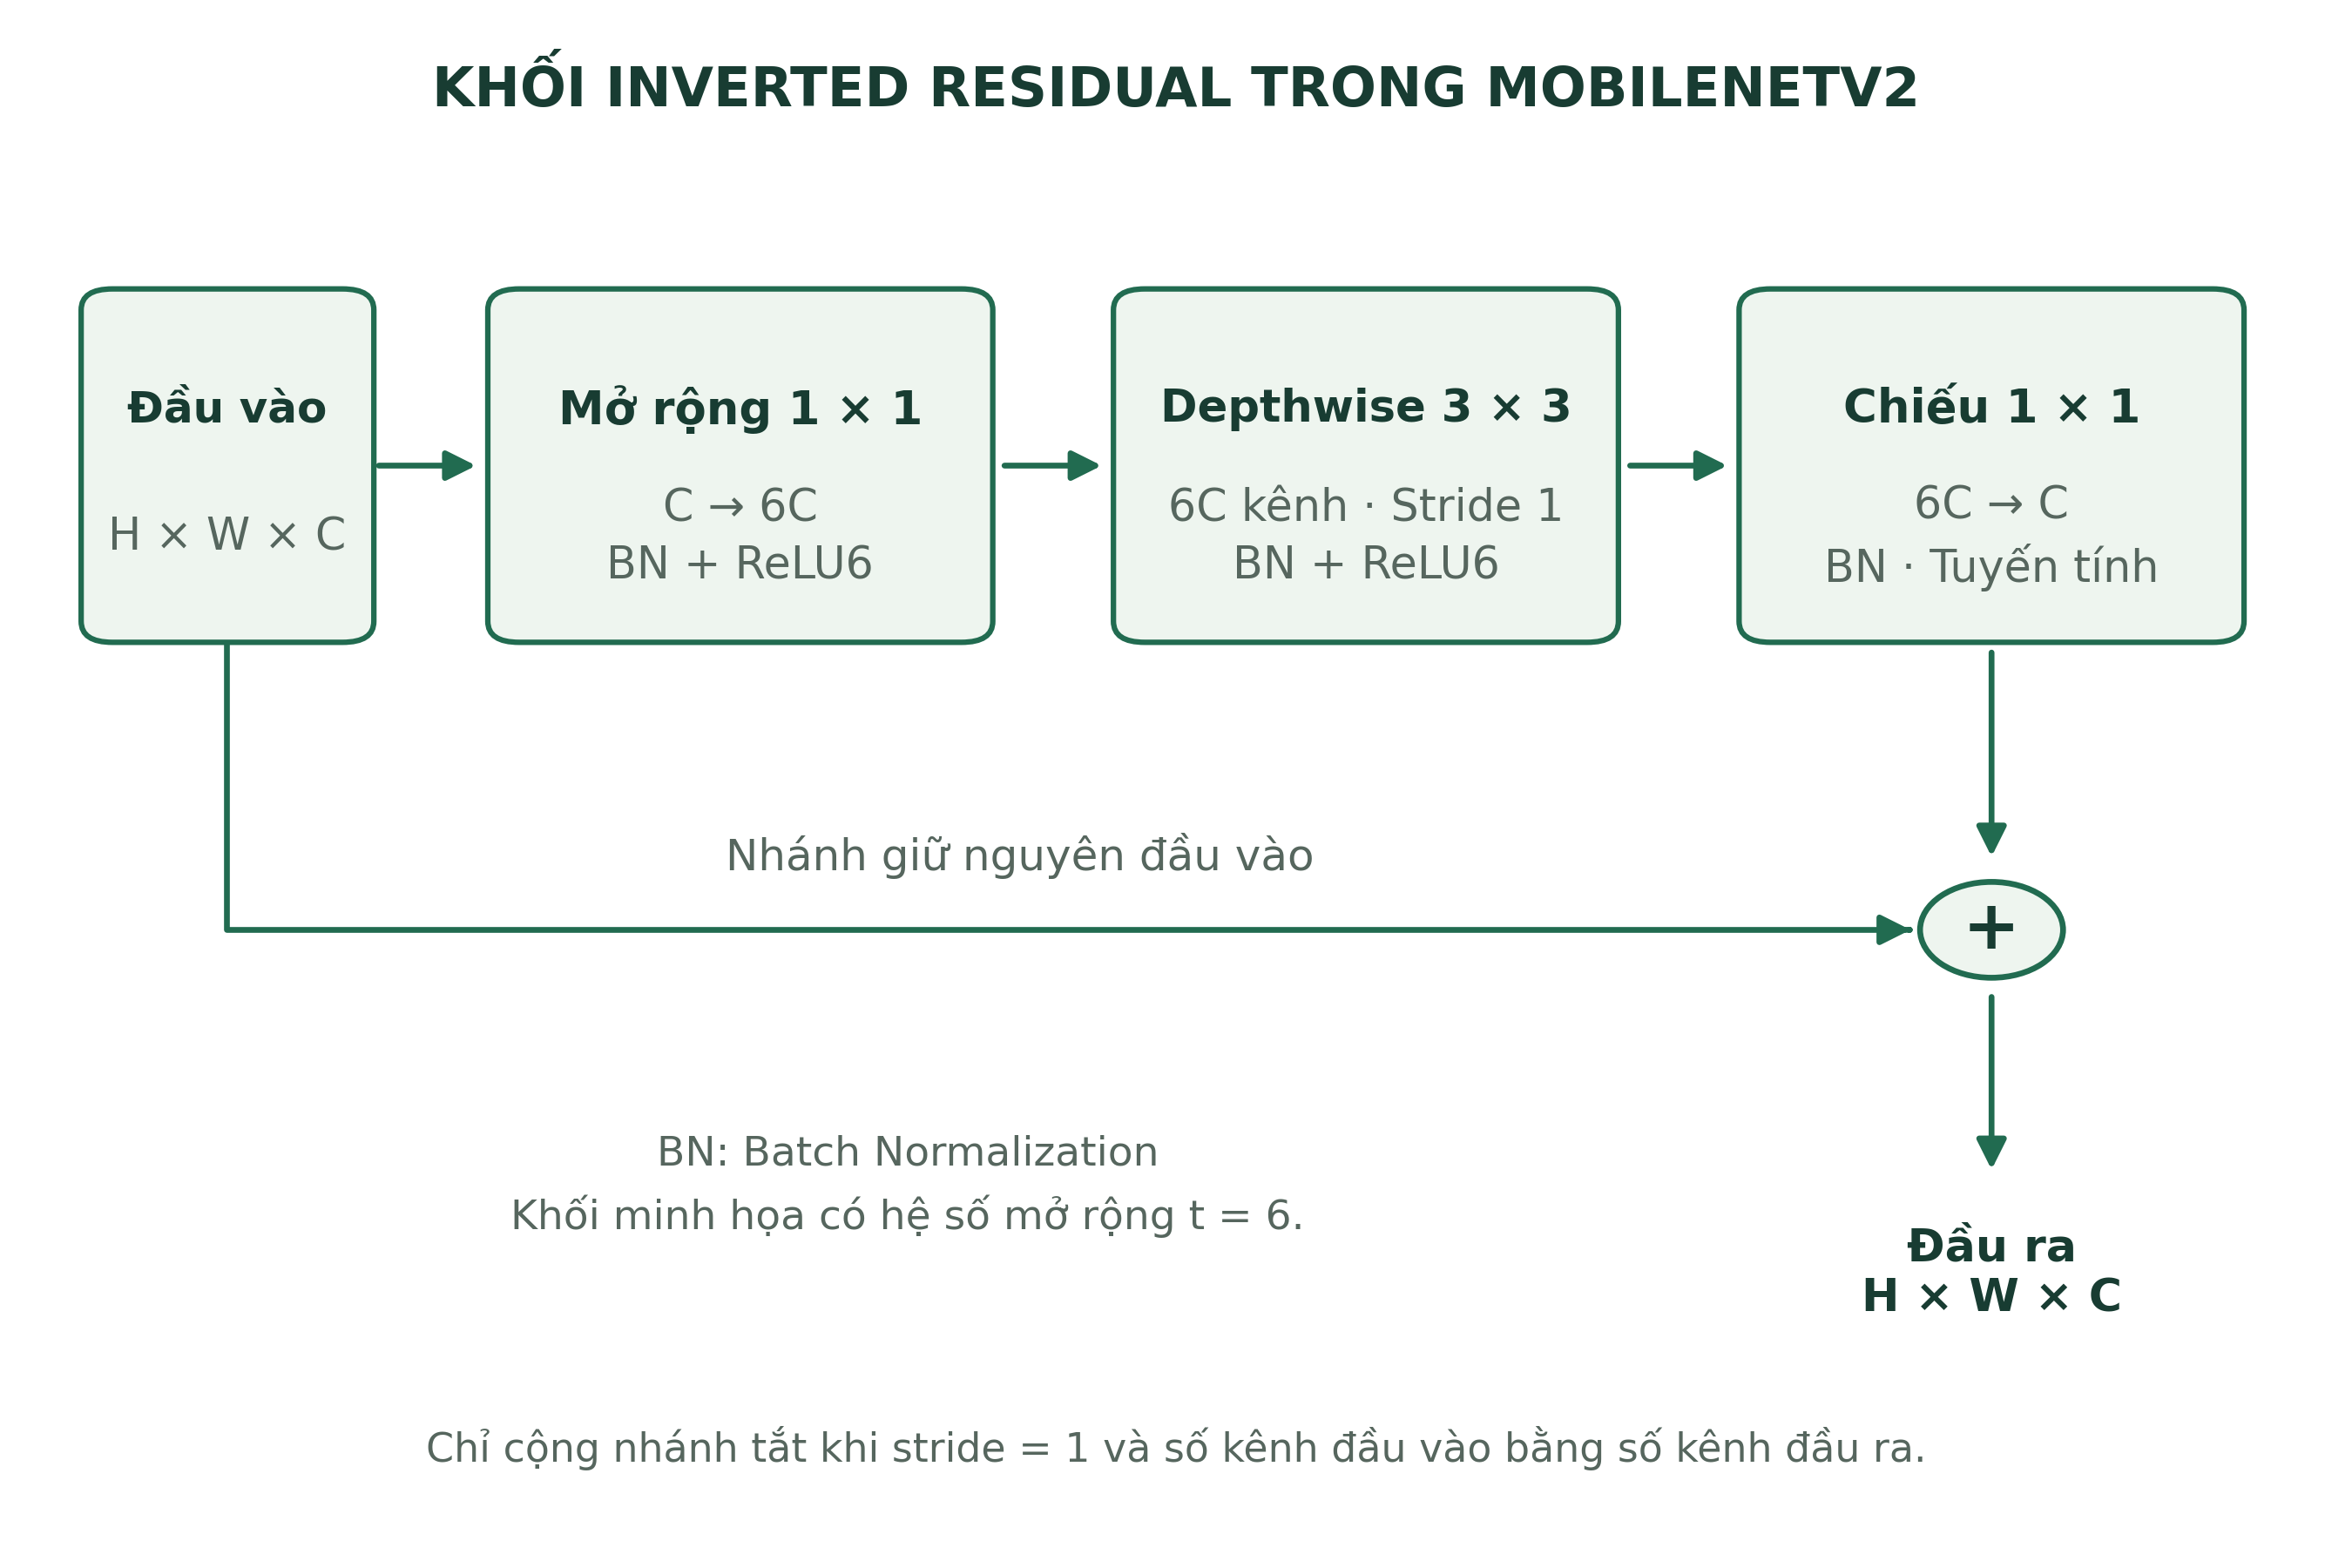 KHỐI INVERTED RESIDUAL TRONG MOBILENETV2
Đầu vào
H × W × C
Mở rộng 1 × 1
C → 6C
BN + ReLU6
Depthwise 3 × 3
6C kênh · Stride 1
BN + ReLU6
Chiếu 1 × 1
6C → C
BN · Tuyến tính
Nhánh giữ nguyên đầu vào
+
BN: Batch Normalization
Khối minh họa có hệ số mở rộng t = 6.
Đầu ra
H × W × C
Chỉ cộng nhánh tắt khi stride = 1 và số kênh đầu vào bằng số kênh đầu ra.